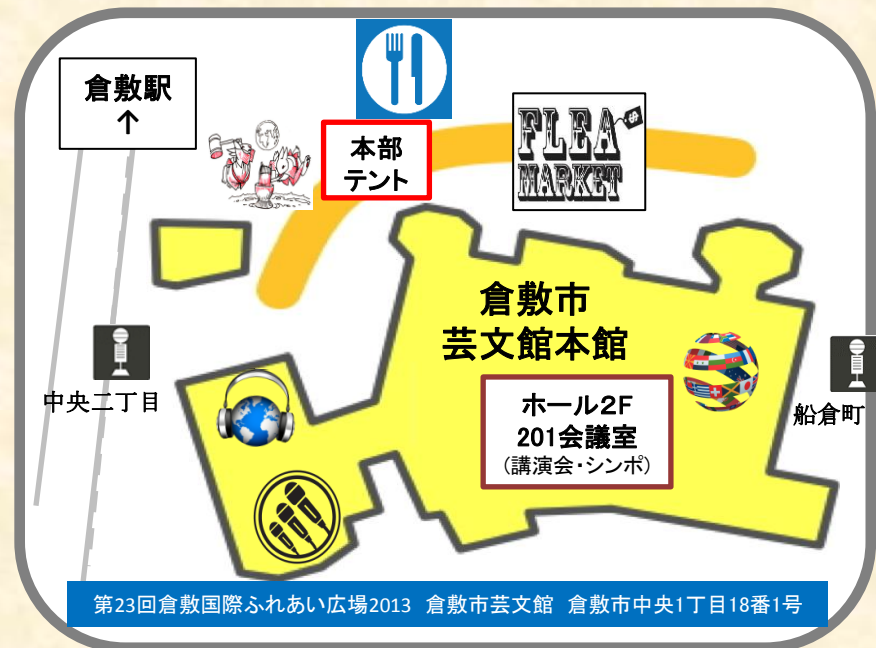 倉敷駅
↑
本部
テント
FLEA
MARKET
$
倉敷市
芸文館本館
中央二丁目
ホール2F
201会議室
(講演会・シンポ)
船倉町
第23回倉敷国際ふれあい広場2013 倉敷市芸文館 倉敷市中央1丁目18番1号